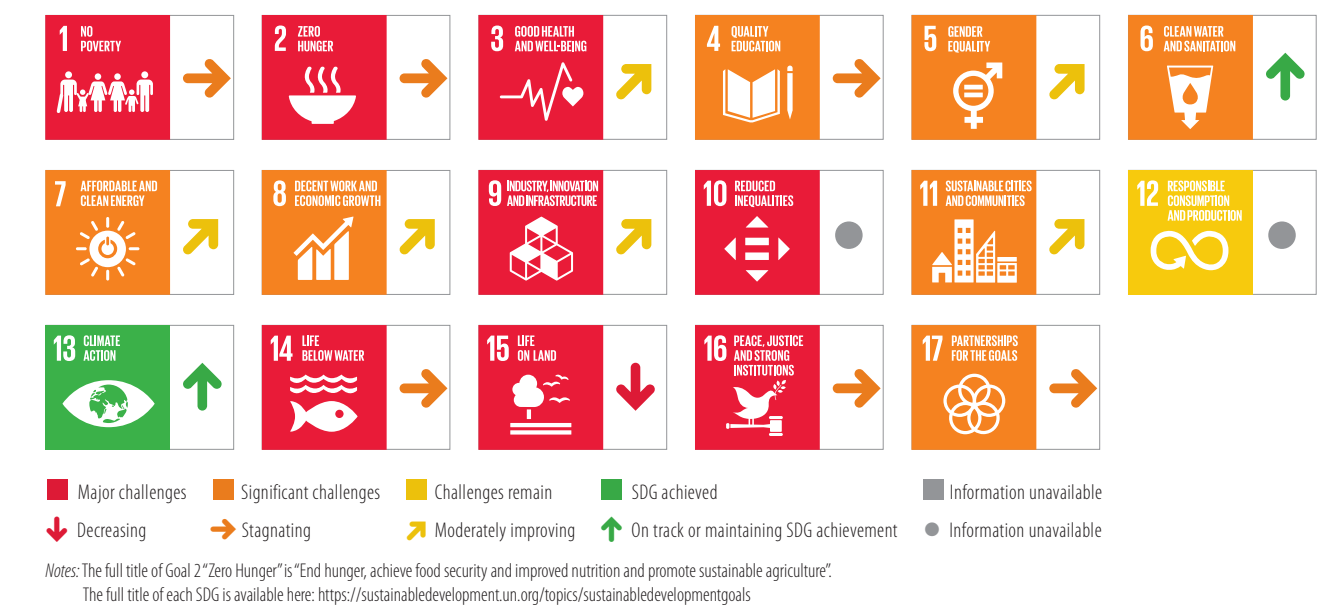 1 NO
POVERTY
2 ZERO
HUNGER
3 GOOD HEALTH
AND WELL-BEING
4 QUALITY
EDUCATION
5 GENDER
EQUALITY
6 CLEAN WATER
AND SANITATION
7 AFFORDABLE AND
CLEAN ENERGY
8 DECENT WORK AND
ECONOMIC GROWTH
9 INDUSTRY, INNOVATION
AND INFRASTRUCTURE
10 REDUCED
INEQUALITIES
11 SUSTAINABLE CITIES
AND COMMUNITIES
12 RESPONSIBLE
CONSUMPTION
AND PRODUCTION
13 CLIMATE
ACTION
14 LIFE
BELOW WATER
15 LIFE
ON LAND
16 PEACE, JUSTICE
AND STRONG
INSTITUTIONS
17 PARTNERSHIPS
FOR THE GOALS
Major challenges
Significant challenges
Challenges remain
SDG achieved
Information unavailable
Decreasing
Stagnating
Moderately improving
On track or maintaining SDG achievement
Information unavailable
Notes: The full title of Goal 2 “Zero Hunger” is “End hunger, achieve food security and improved nutrition and promote sustainable agriculture”.
The full title of each SDG is available here: https://sustainabledevelopment.un.org/topics/sustainabledevelopmentgoals